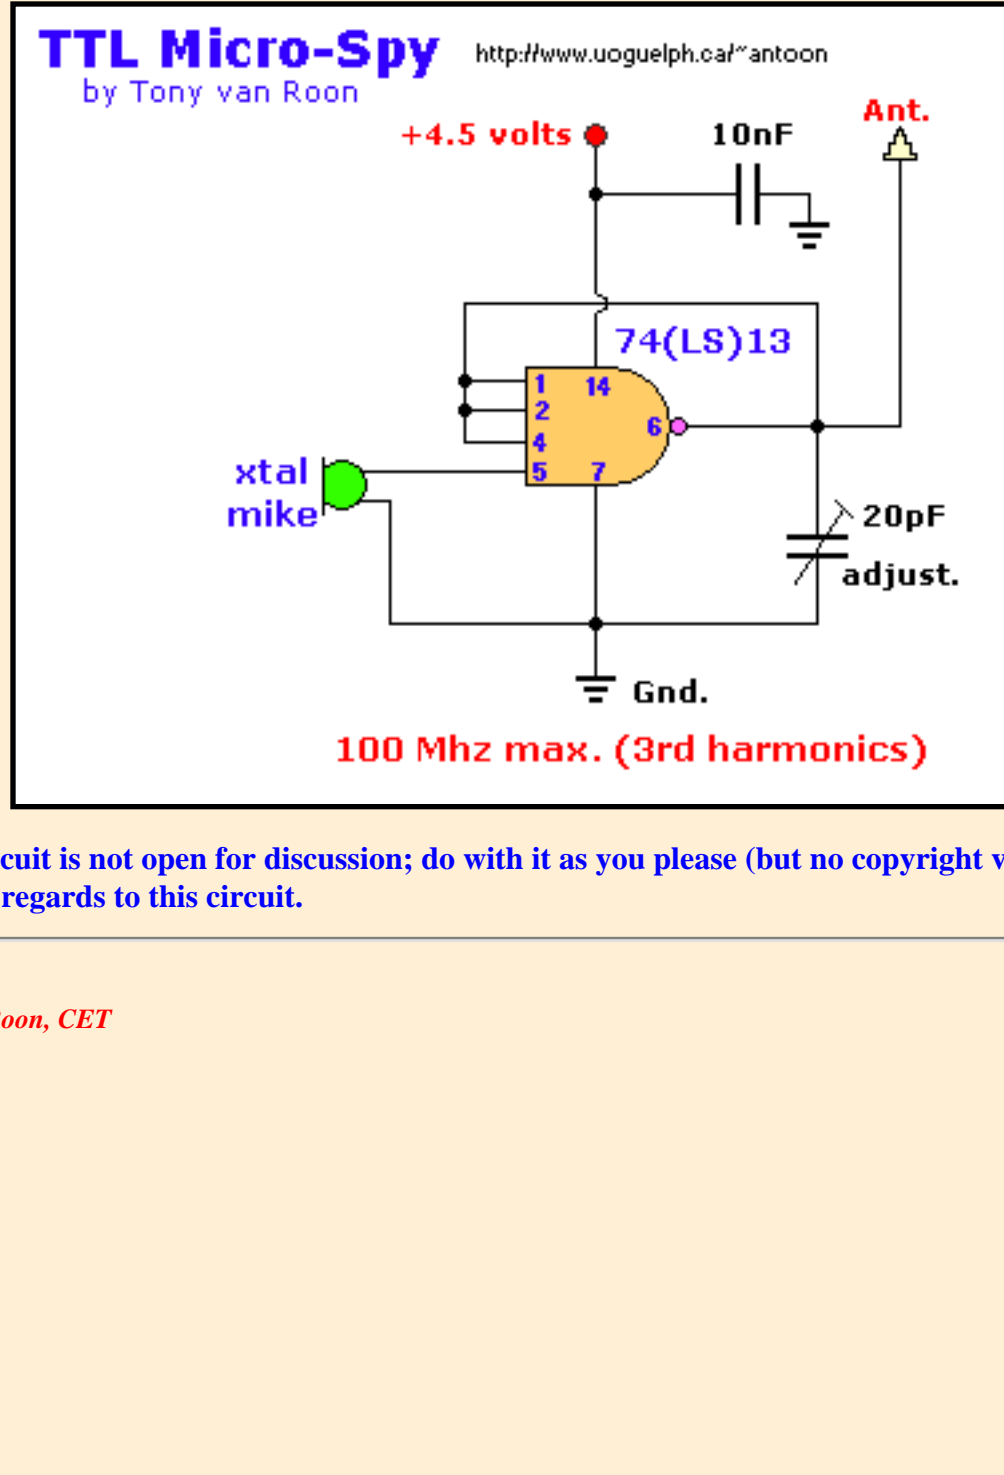 TTL Micro-Spy
http://www.uoguelph.ca/~antoon
by Tony van Roon
+4.5 volts
10nF
Ant.
74(LS)13
1
14
2
6
4
5
7
xtal
mike
20pF
adjust.
Gnd.
100 Mhz max. (3rd harmonics)
cuit is not open for discussion; do with it as you please (but no copyright v
regards to this circuit.
oon, CET